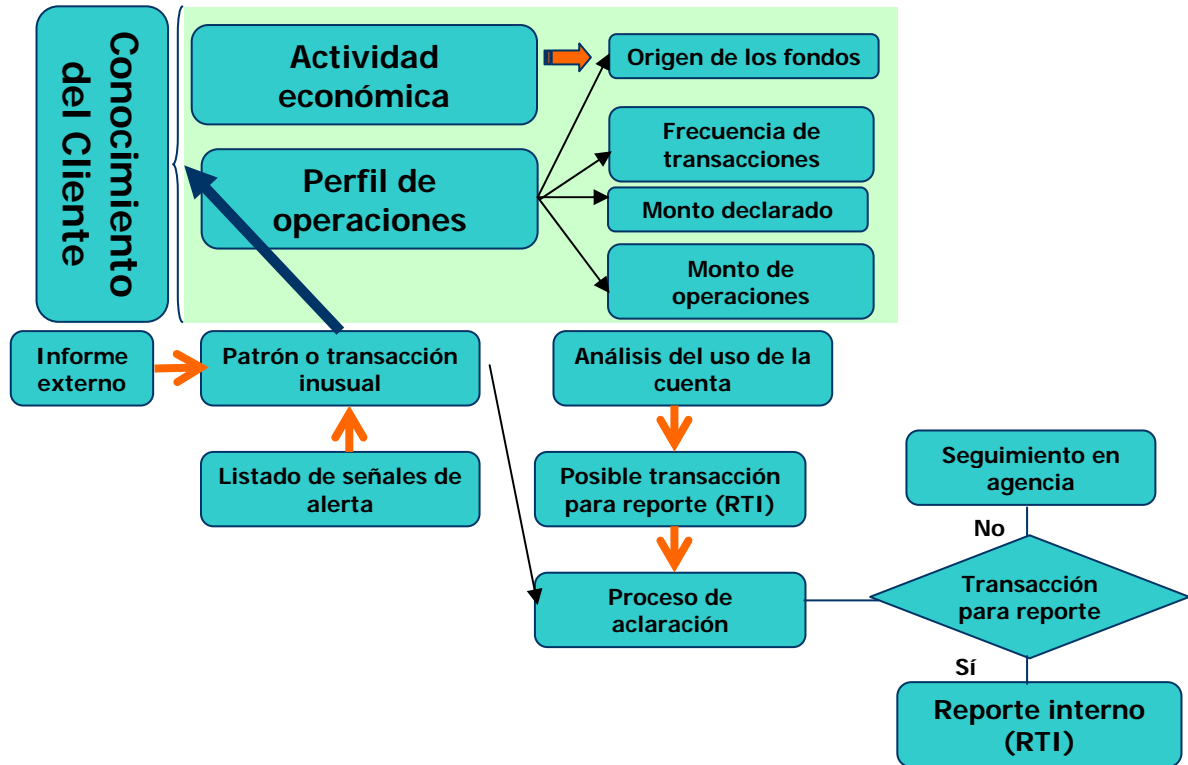 Conocimiento
del Cliente
Actividad
económica
Origen de los fondos
Perfil de
operaciones
Frecuencia de
transacciones
Monto declarado
Monto de
operaciones
Informe
externo
Patrón o transacción
inusual
Análisis del uso de la
cuenta
Listado de señales de
alerta
Posible transacción
para reporte (RTI)
Seguimiento en
agencia
No
Proceso de
aclaración
Transacción
para reporte
Sí
Reporte interno
(RTI)